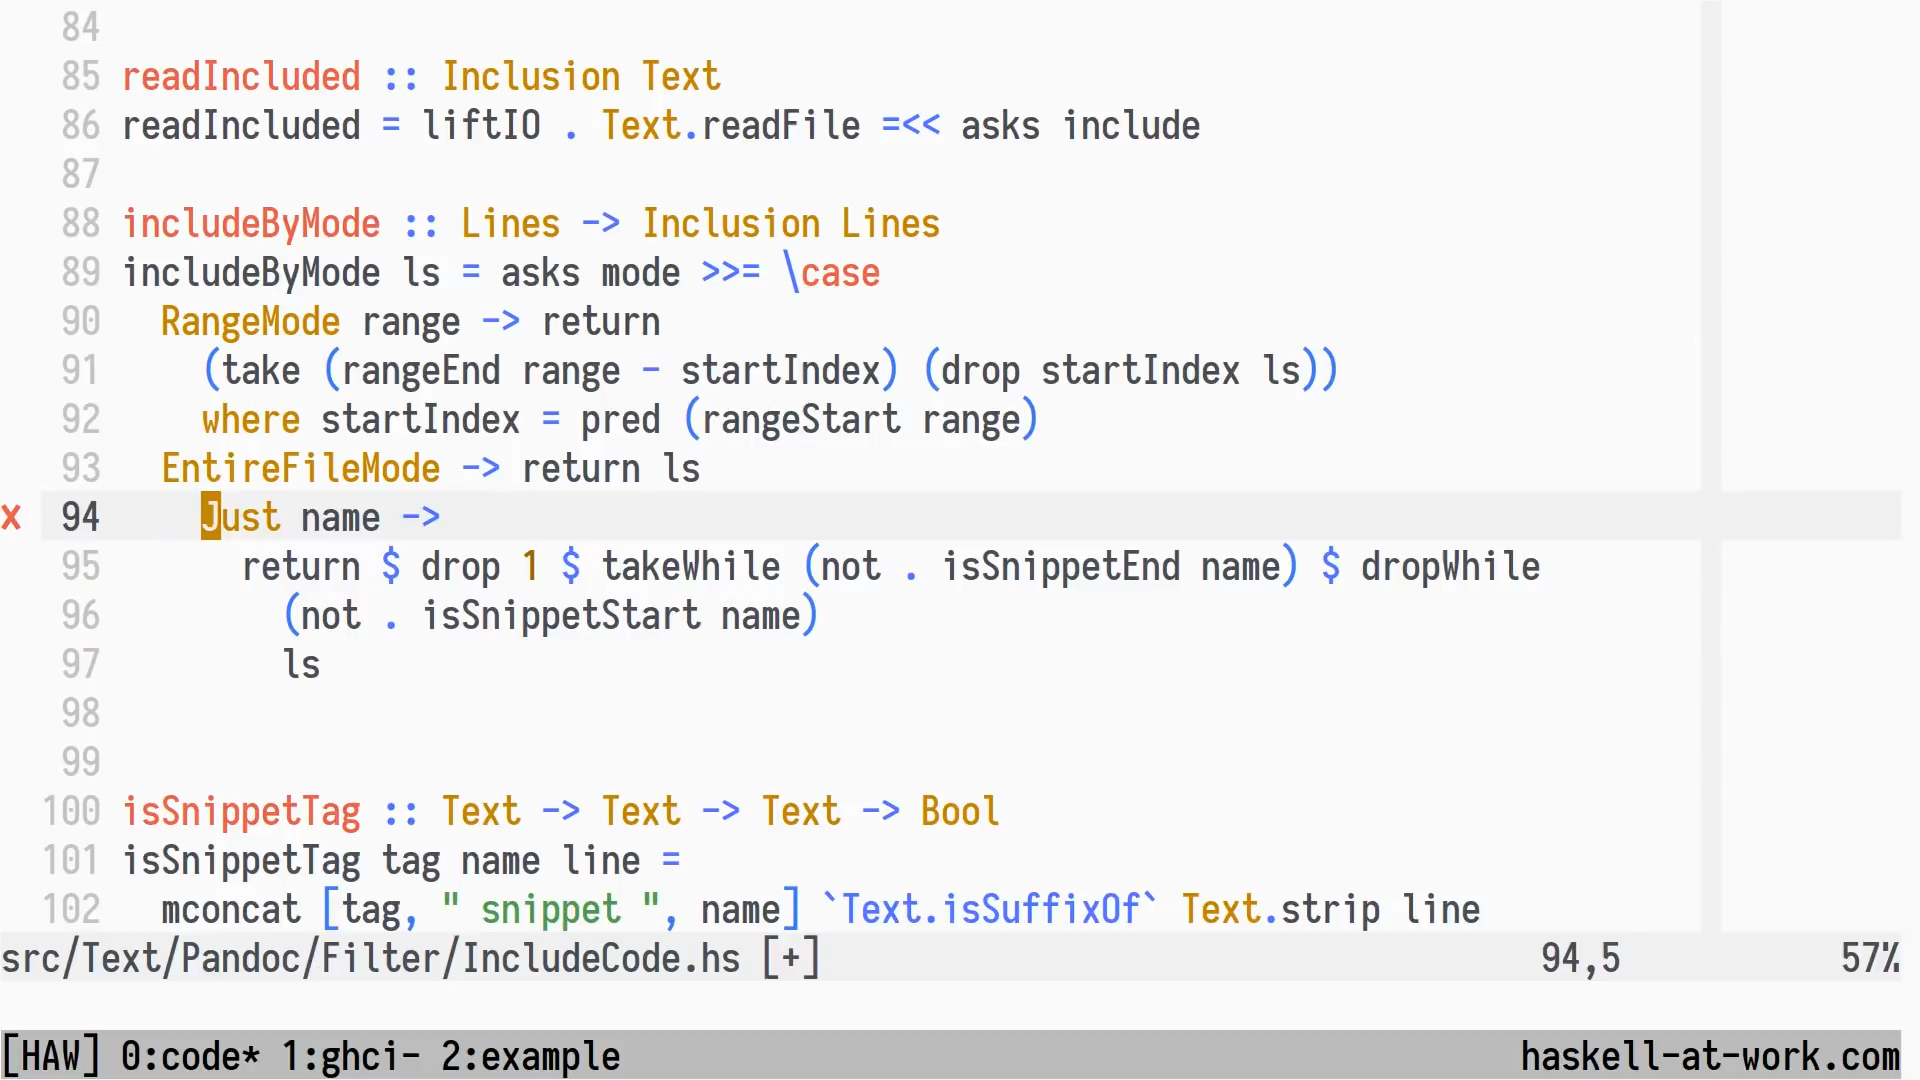 84
85 readIncluded :: Inclusion Text
86 readIncluded = liftIO . Text.readFile =<< asks include
87
88 includeByMode :: Lines -> Inclusion Lines
89 includeByMode ls = asks mode >>= \case
90   RangeMode range -> return
91     (take (rangeEnd range - startIndex) (drop startIndex ls))
92     where startIndex = pred (rangeStart range)
93   EntireFileMode -> return ls
x 94     Just name ->
95       return $ drop 1 $ takeWhile (not . isSnippetEnd name) $ dropWhile
96         (not . isSnippetStart name)
97         ls
98
99
100 isSnippetTag :: Text -> Text -> Text -> Bool
101 isSnippetTag tag name line =
102   mconcat [tag, " snippet ", name] `Text.isSuffixOf` Text.strip line
src/Text/Pandoc/Filter/IncludeCode.hs [+] 94,5 57%
[HAW] 0:code* 1:ghci- 2:example haskell-at-work.com